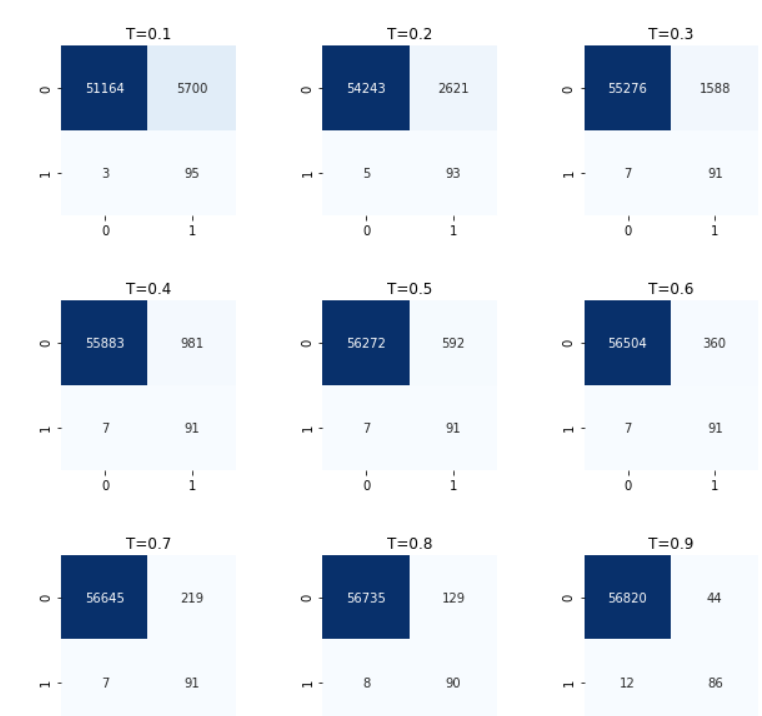 T=0.1 T=0.2 T=0.3
0 51164 5700 0 54243 2621 0 55276 1588
1 3 95 1 5 93 1 7 91
0 1 0 1 0 1
T=0.4 T=0.5 T=0.6
0 55883 981 0 56272 592 0 56504 360
1 7 91 1 7 91 1 7 91
0 1 0 1 0 1
T=0.7 T=0.8 T=0.9
0 56645 219 0 56735 129 0 56820 44
1 7 91 1 8 90 1 12 86